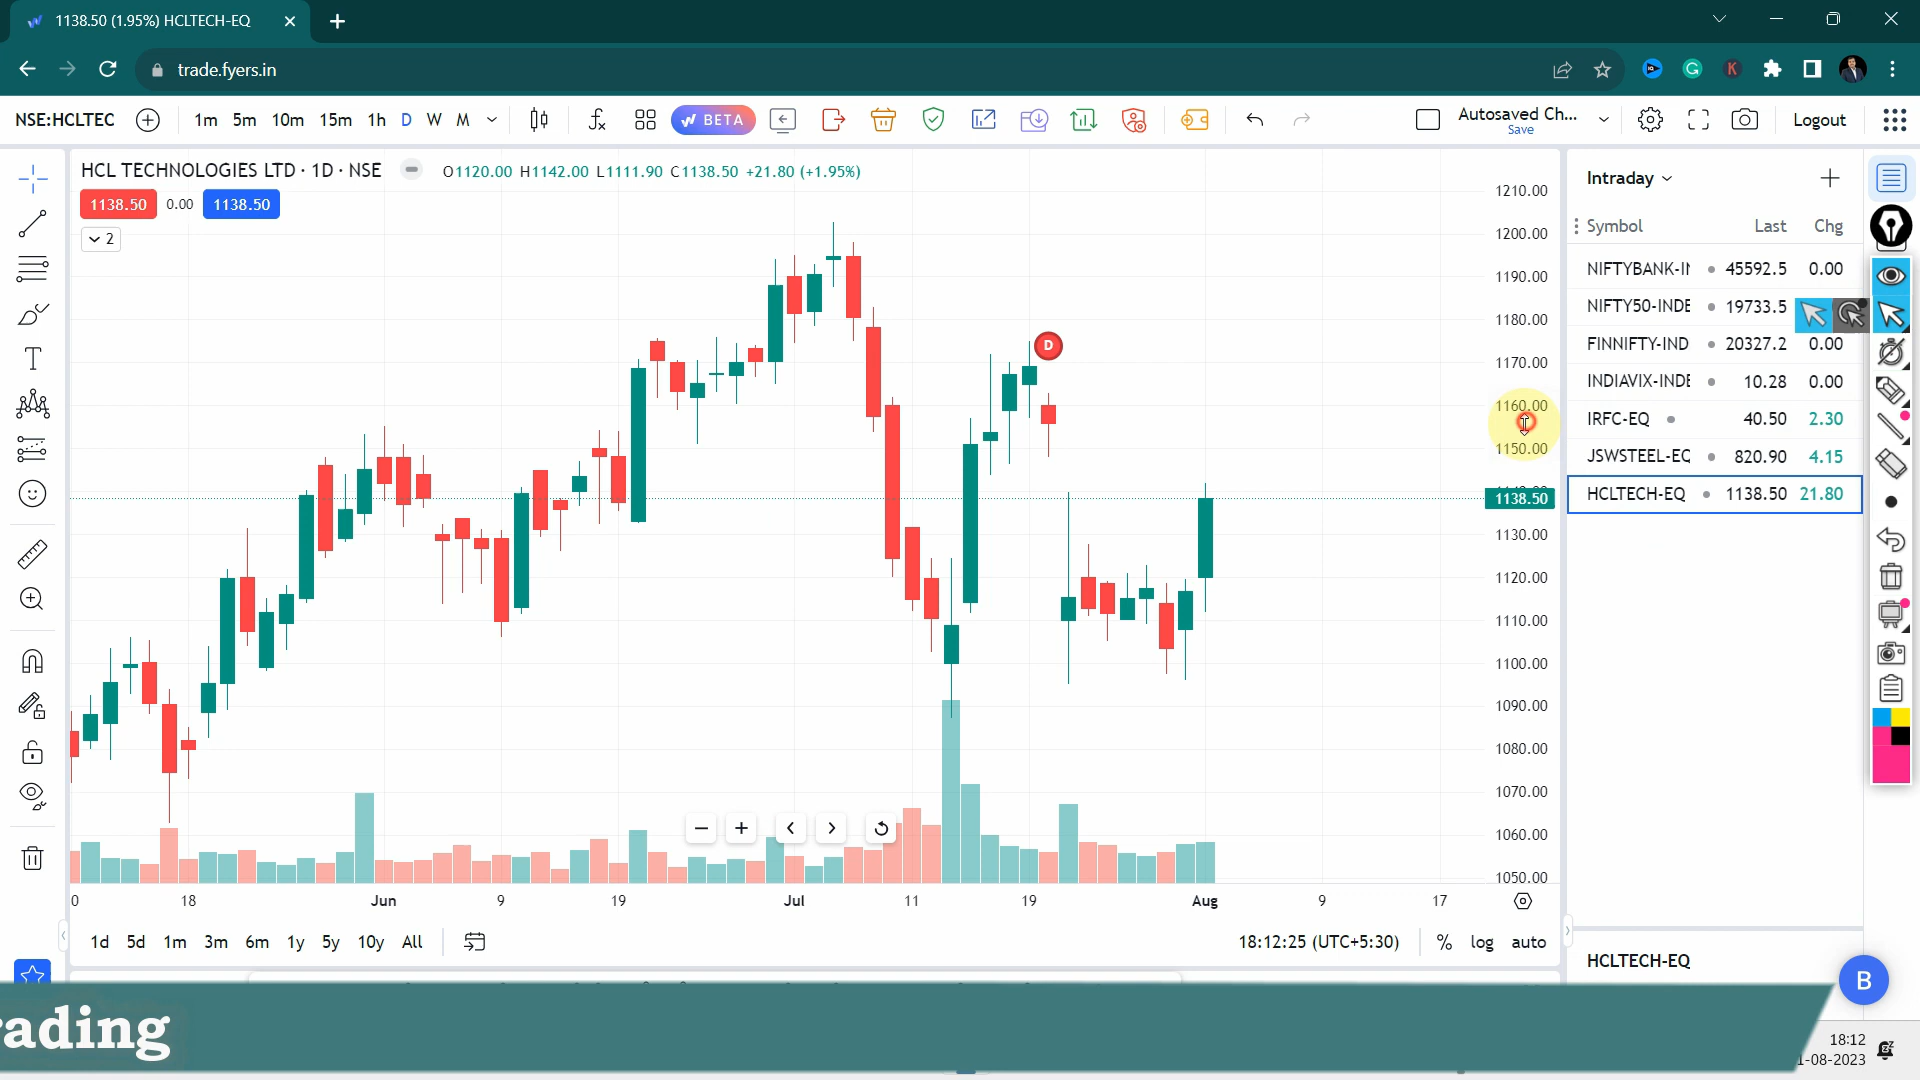 1138.50 (1.95%) HCLTECH-EQ
trade.fyers.in
NSE:HCLTEC 1m 5m 10m 15m 1h D W M BETA Autosaved Ch... Logout
Save
HCL TECHNOLOGIES LTD · 1D · NSE O1120.00 H1142.00 L1111.90 C1138.50 +21.80 (+1.95%)
1138.50 0.00 1138.50
2
D
1210.00
1200.00
1190.00
1180.00
1170.00
1160.00
1150.00
1138.50
1130.00
1120.00
1110.00
1100.00
1090.00
1080.00
1070.00
1060.00
1050.00
0 18 Jun 9 19 Jul 11 19 Aug 9 17
1d 5d 1m 3m 6m 1y 5y 10y All 18:12:25 (UTC+5:30) % log auto
Intraday
Symbol Last Chg
NIFTYBANK-IN 45592.5 0.00
NIFTY50-INDE 19733.5
FINNIFTY-IND 20327.2 0.00
INDIAVIX-INDE 10.28 0.00
IRFC-EQ 40.50 2.30
JSWSTEEL-EQ 820.90 4.15
HCLTECH-EQ 1138.50 21.80
HCLTECH-EQ
B
rading
18:12
1-08-2023